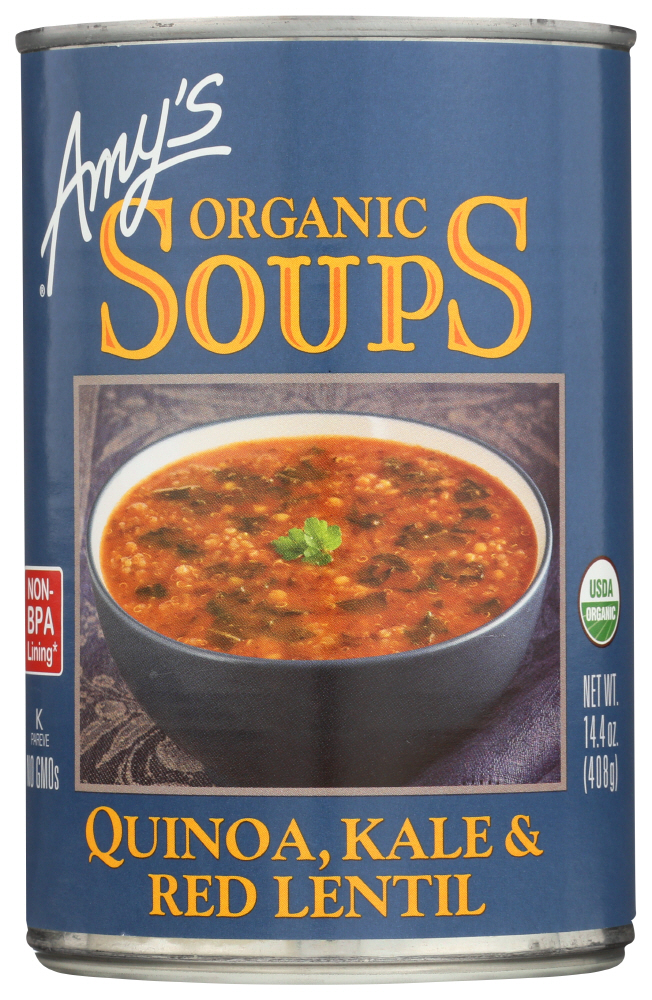 Amy's
®
ORGANIC
SOUPS
NON-
BPA
Lining*
K
PAREVE
NO GMOs
USDA
ORGANIC
NET WT.
14.4 oz.
(408g)
QUINOA, KALE &
RED LENTIL